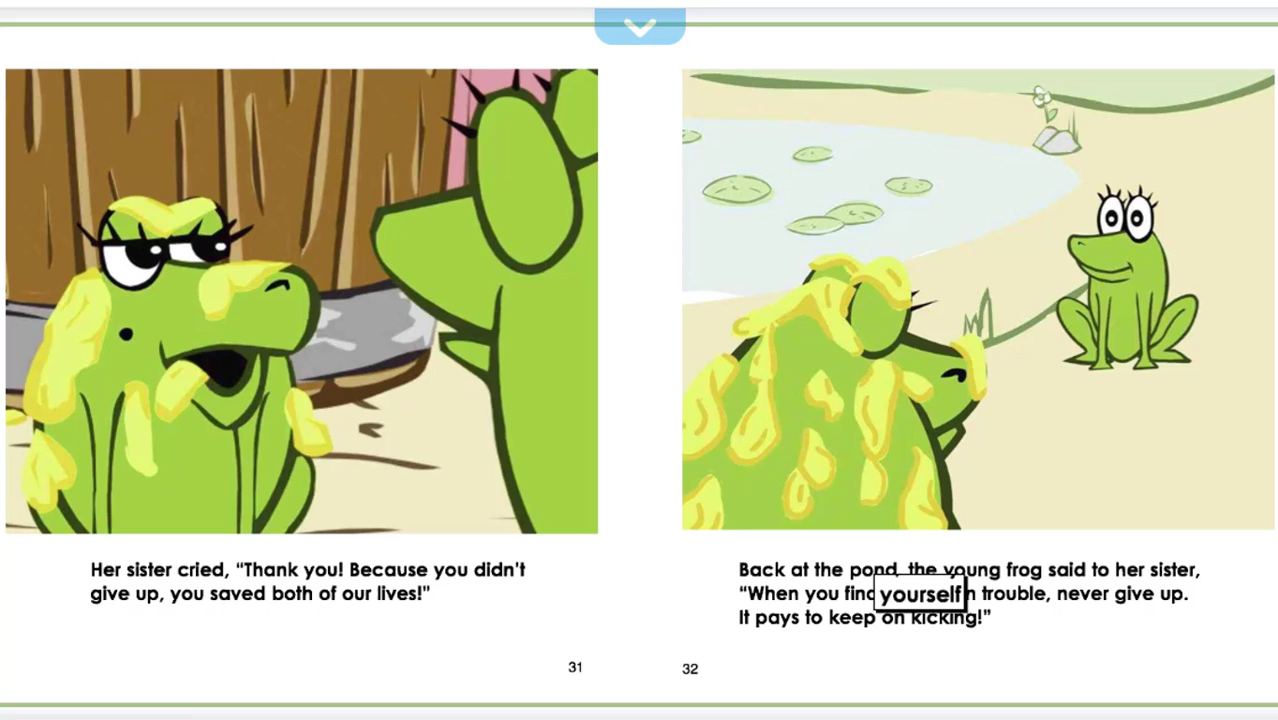 Her sister cried, “Thank you! Because you didn’t
give up, you saved both of our lives!”
31
Back at the pond, the young frog said to her sister,
“When you find yourself in trouble, never give up.
It pays to keep on kicking!”
32